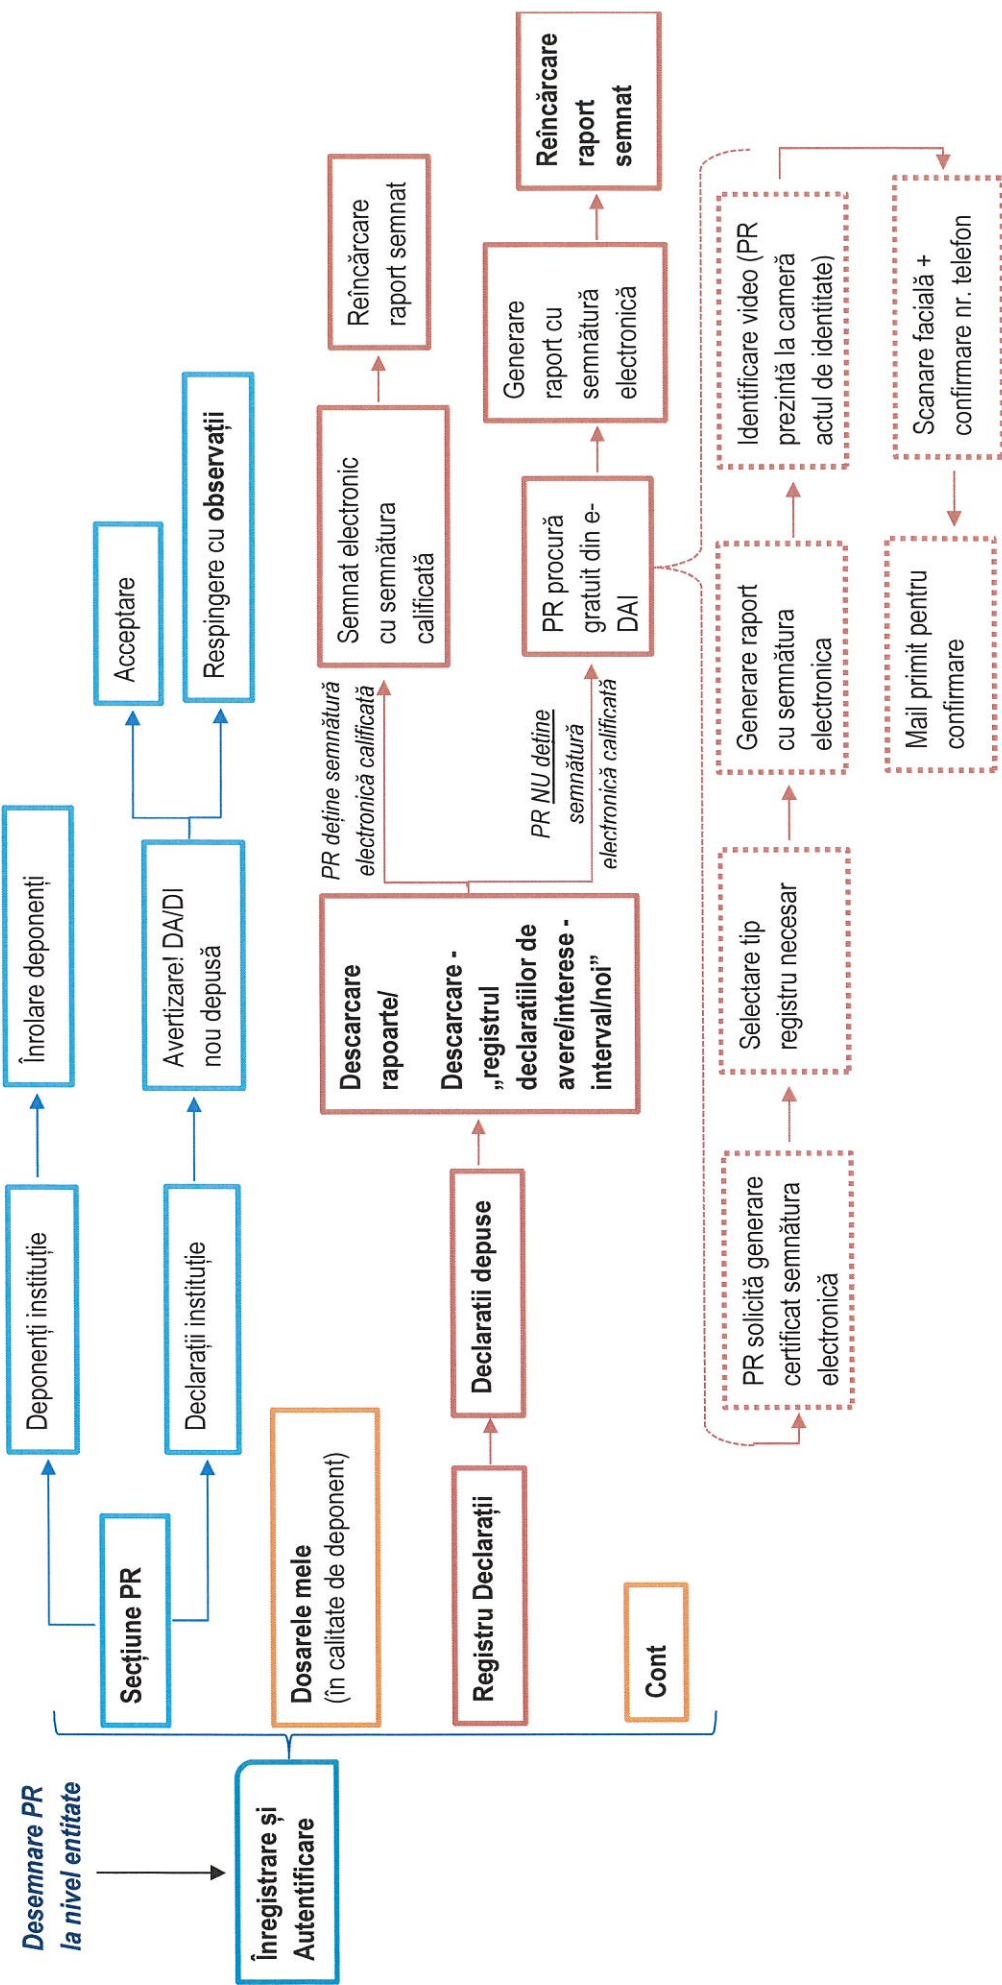 Desemnare PR
la nivel entitate
Înregistrare și
Autentificare
Secțiune PR
Deponenți instituție
Înrolare deponenți
Declarații instituție
Avertizare! DA/DI
nou depusă
Acceptare
Respingere cu observații
Dosarele mele
(în calitate de deponent)
Registru Declarații
Declaratii depuse
Descarcare
rapoarte/
Descarcare -
„registrul
declaratiilor de
avere/interese -
interval/noi”
PR deține semnătură
electronică calificată
Semnat electronic
cu semnătura
calificată
Reîncărcare
raport semnat
PR NU deține
semnătură
electronică calificată
PR procură
gratuit din e-
DAI
Generare
raport cu
semnătură
electronică
Reîncărcare
raport
semnat
Cont
PR solicită generare
certificat semnătura
electronică
Selectare tip
registru necesar
Generare raport
cu semnătura
electronica
Identificare video (PR
prezintă la cameră
actul de identitate)
Scanare facială +
confirmare nr. telefon
Mail primit pentru
confirmare